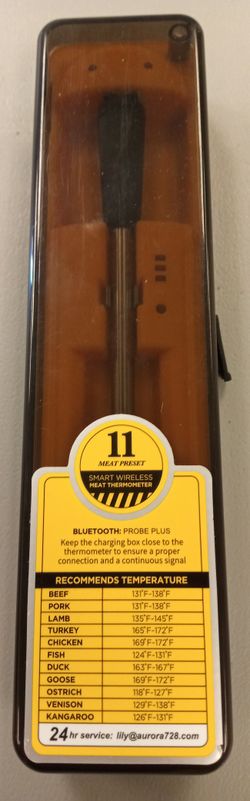 11
MEAT PRESET
SMART WIRELESS
MEAT THERMOMETER
BLUETOOTH: PROBE PLUS
Keep the charging box close to the
thermometer to ensure a proper
connection and a continuous signal
RECOMMENDS TEMPERATURE
BEEF 131°F-138°F
PORK 131°F-138°F
LAMB 135°F-145°F
TURKEY 165°F-172°F
CHICKEN 169°F-172°F
FISH 124°F-131°F
DUCK 163°F-167°F
GOOSE 169°F-172°F
OSTRICH 118°F-127°F
VENISON 129°F-138°F
KANGAROO 126°F-131°F
24hr service: lily@aurora728.com